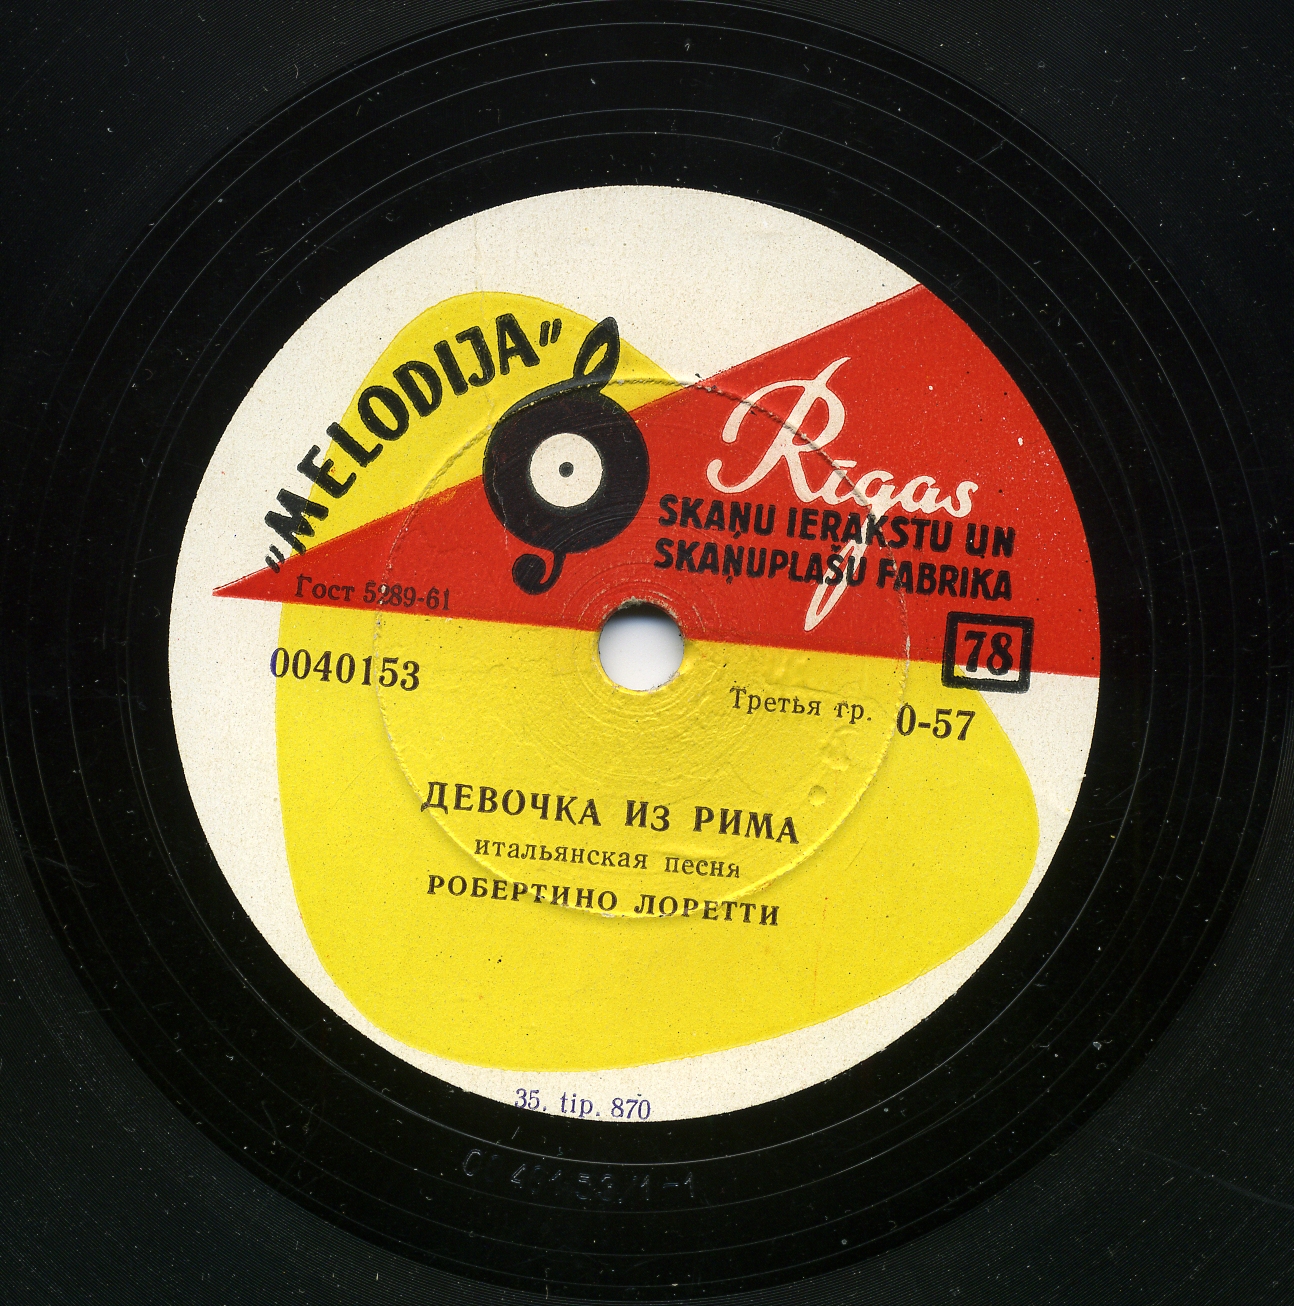 „MELODIJA”
Rīgas
SKAŅU IERAKSTU UN
SKAŅUPLAŠU FABRIKA
Гост 5289-61
78
0040153
Третья гр. 0-57
ДЕВОЧКА ИЗ РИМА
итальянская песня
РОБЕРТИНО ЛОРЕТТИ
35. tip. 870